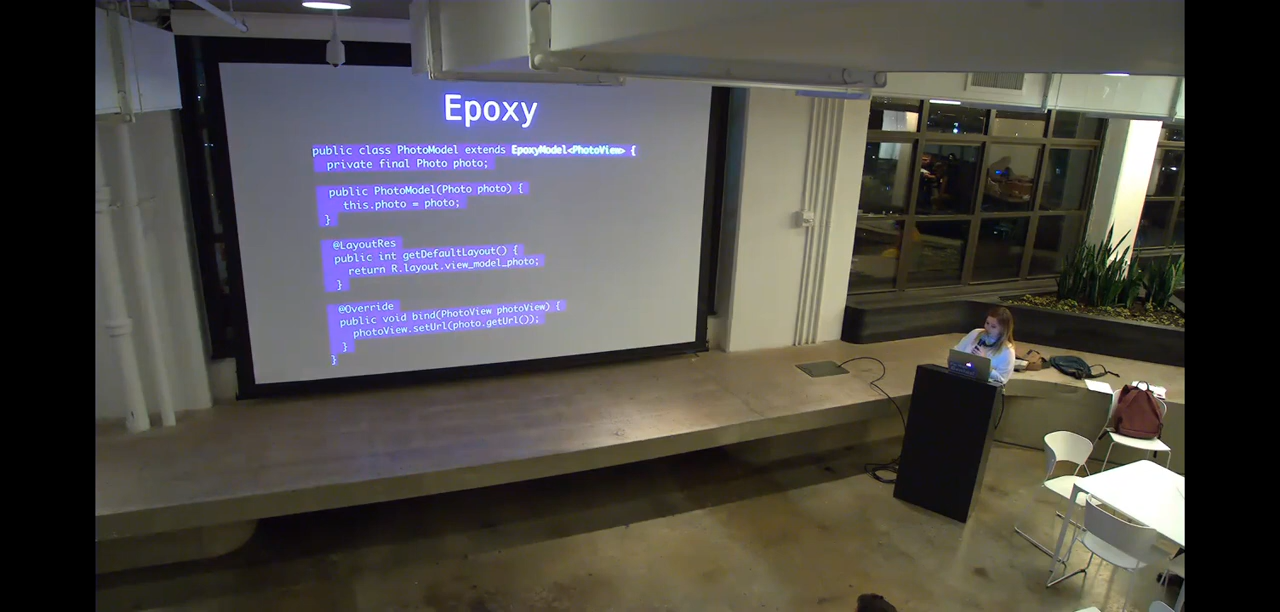 Epoxy
public class PhotoModel extends EpoxyModel<PhotoView> {
private final Photo photo;
public PhotoModel(Photo photo) {
this.photo = photo;
}
@LayoutRes
public int getDefaultLayout() {
return R.layout.view_model_photo;
}
@Override
public void bind(PhotoView photoView) {
photoView.setUrl(photo.getUrl());
}
}